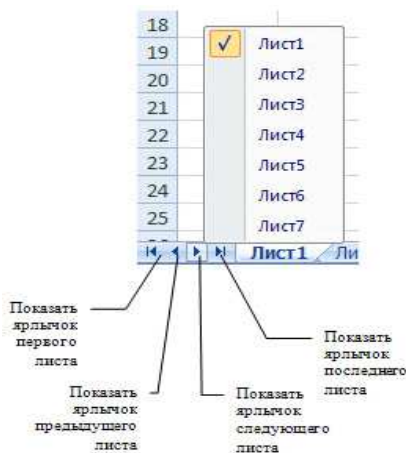 18
19
20
21
22
23
24
25
Лист1
Лист2
Лист3
Лист4
Лист5
Лист6
Лист7
Лист1
Ли
Показать
ярлычок
первого
листа
Показать
ярлычок
предыдущего
листа
Показать
ярлычок
следующего
листа
Показать
ярлычок
последнего
листа